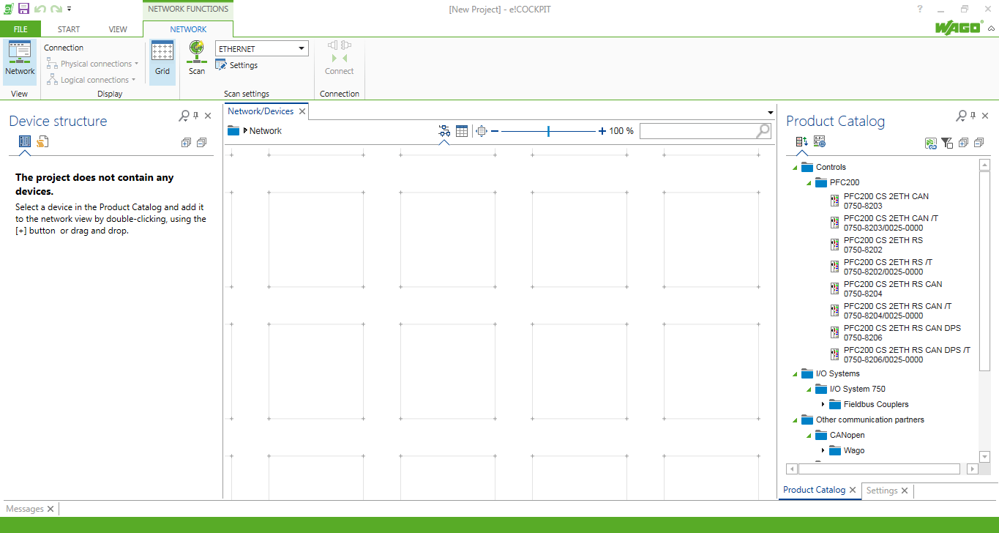 NETWORK FUNCTIONS
[New Project] - e!COCKPIT
?
FILE
START
VIEW
NETWORK
WAGO
Network
View
Connection
Physical connections
Logical connections
Display
Grid
Scan
ETHERNET
Settings
Scan settings
Connect
Connection
Device structure
The project does not contain any
devices.
Select a device in the Product Catalog and add it
to the network view by double-clicking, using the
[+] button or drag and drop.
Network/Devices
Network
100 %
Product Catalog
Controls
PFC200
PFC200 CS 2ETH CAN
0750-8203
PFC200 CS 2ETH CAN /T
0750-8203/0025-0000
PFC200 CS 2ETH RS
0750-8202
PFC200 CS 2ETH RS /T
0750-8202/0025-0000
PFC200 CS 2ETH RS CAN
0750-8204
PFC200 CS 2ETH RS CAN /T
0750-8204/0025-0000
PFC200 CS 2ETH RS CAN DPS
0750-8206
PFC200 CS 2ETH RS CAN DPS /T
0750-8206/0025-0000
I/O Systems
I/O System 750
Fieldbus Couplers
Other communication partners
CANopen
Wago
Product Catalog
Settings
Messages